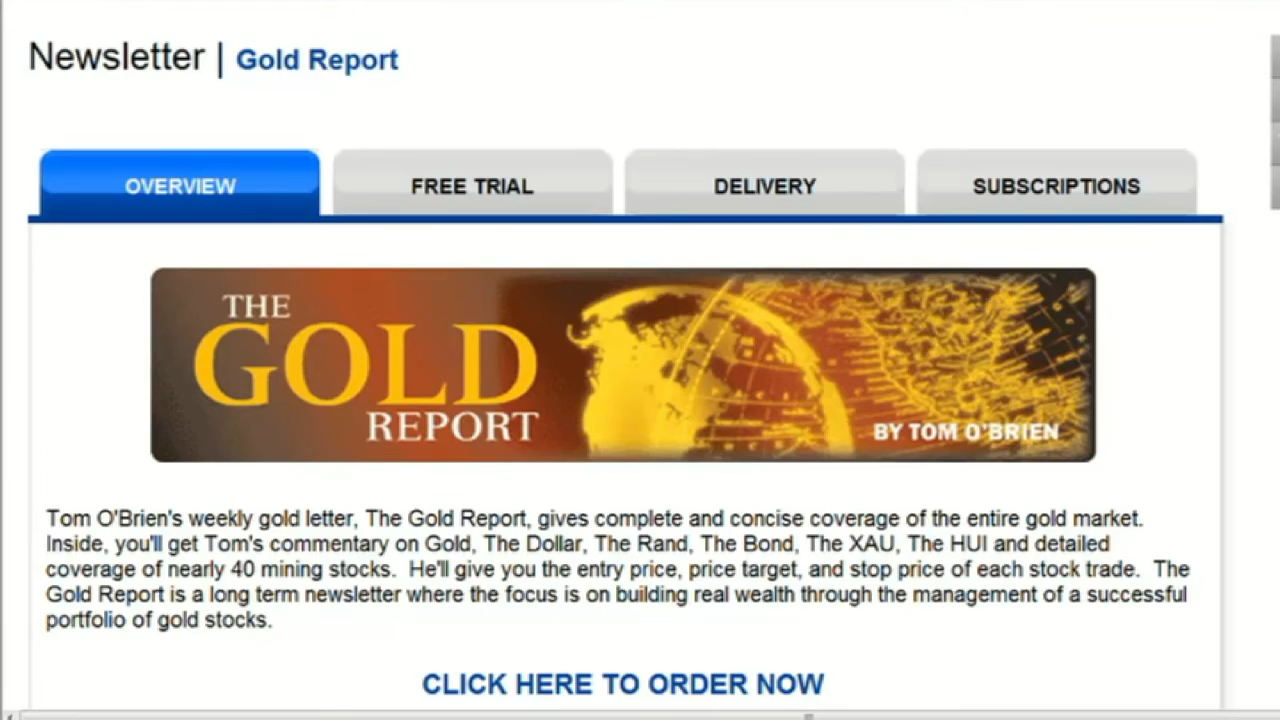 Newsletter | Gold Report
OVERVIEW
FREE TRIAL
DELIVERY
SUBSCRIPTIONS
THE
GOLD
REPORT
BY TOM O'BRIEN
Tom O'Brien's weekly gold letter, The Gold Report, gives complete and concise coverage of the entire gold market.
Inside, you'll get Tom's commentary on Gold, The Dollar, The Rand, The Bond, The XAU, The HUI and detailed
coverage of nearly 40 mining stocks.  He'll give you the entry price, price target, and stop price of each stock trade.  The
Gold Report is a long term newsletter where the focus is on building real wealth through the management of a successful
portfolio of gold stocks.
CLICK HERE TO ORDER NOW